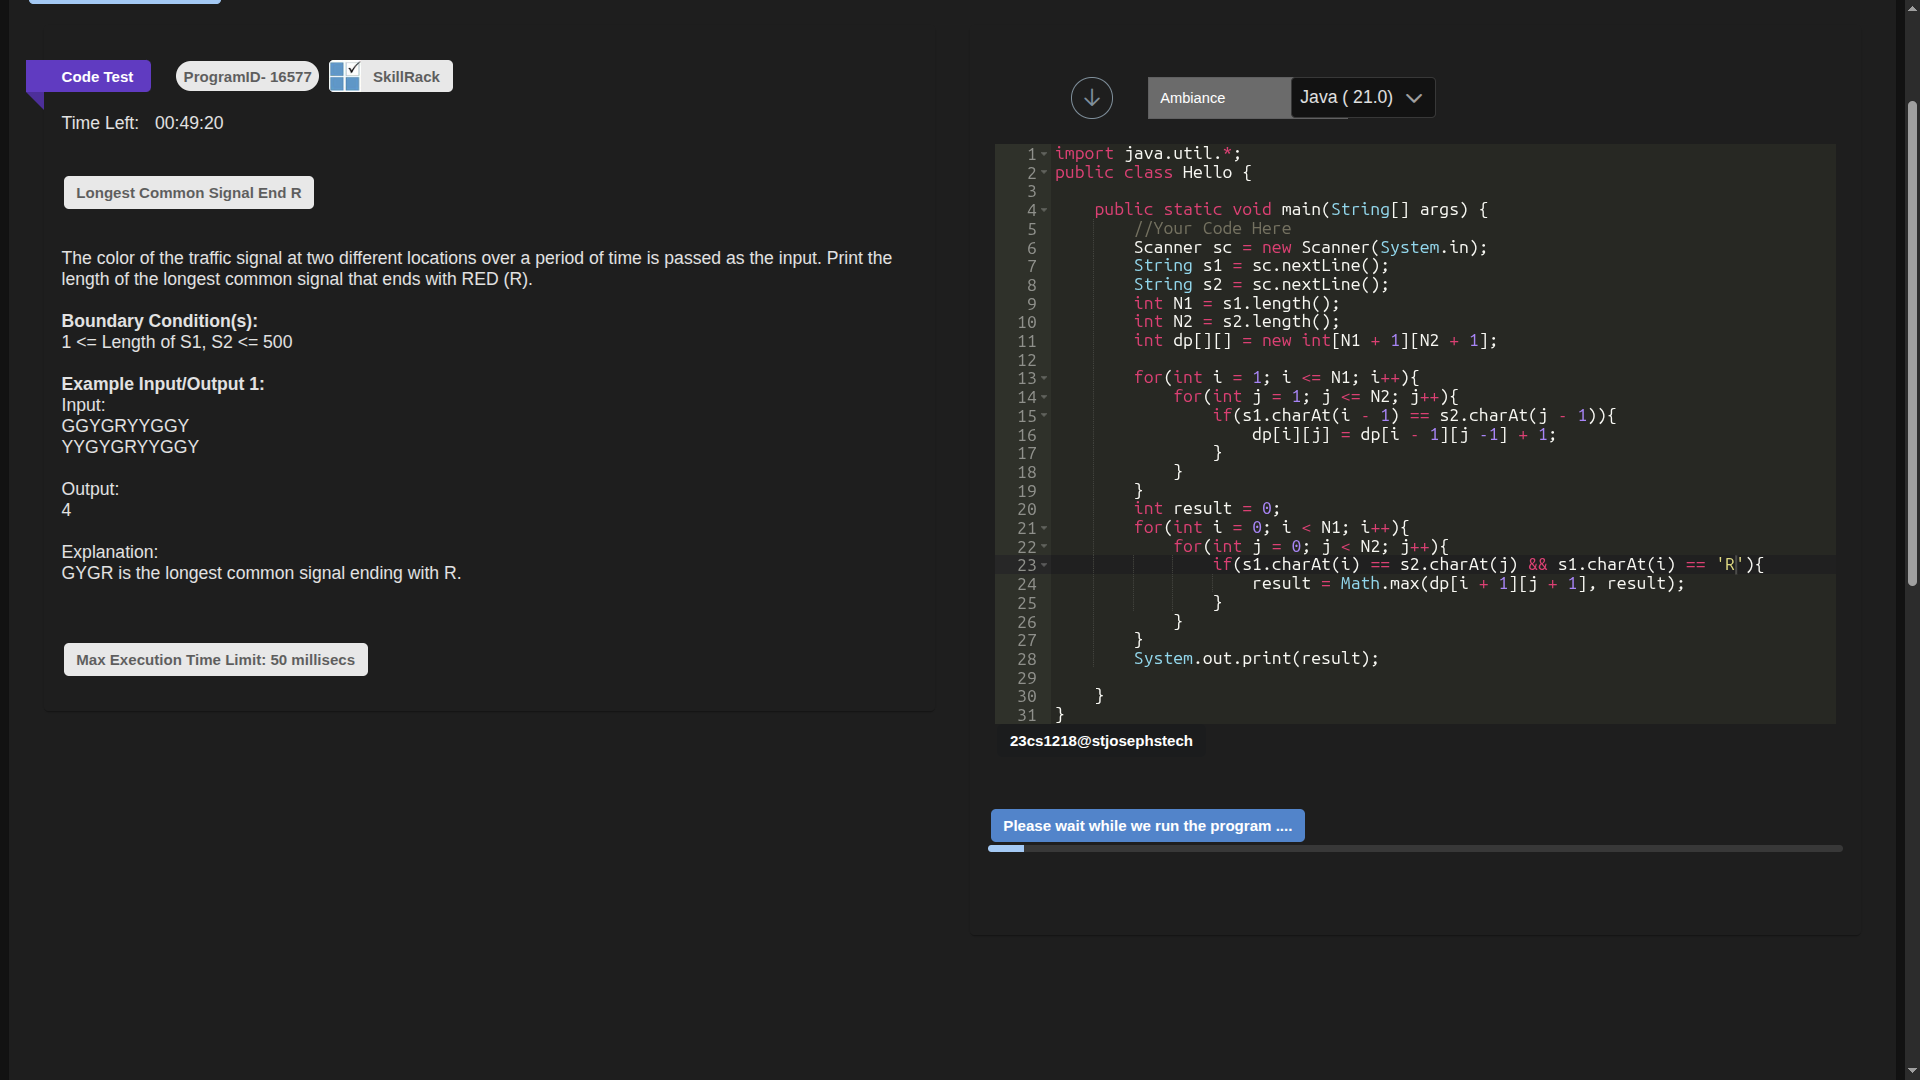 Code Test
ProgramID- 16577
SkillRack
Time Left: 00:49:20
Longest Common Signal End R
The color of the traffic signal at two different locations over a period of time is passed as the input. Print the
length of the longest common signal that ends with RED (R).
Boundary Condition(s):
1 <= Length of S1, S2 <= 500
Example Input/Output 1:
Input:
GGYGRYYGGY
YYGYGRYYGGY
Output:
4
Explanation:
GYGR is the longest common signal ending with R.
Max Execution Time Limit: 50 millisecs
Ambiance
Java ( 21.0)
1 import java.util.*;
2 public class Hello {
3
4     public static void main(String[] args) {
5         //Your Code Here
6         Scanner sc = new Scanner(System.in);
7         String s1 = sc.nextLine();
8         String s2 = sc.nextLine();
9         int N1 = s1.length();
10         int N2 = s2.length();
11         int dp[][] = new int[N1 + 1][N2 + 1];
12
13         for(int i = 1; i <= N1; i++){
14             for(int j = 1; j <= N2; j++){
15                 if(s1.charAt(i - 1) == s2.charAt(j - 1)){
16                     dp[i][j] = dp[i - 1][j -1] + 1;
17                 }
18             }
19         }
20         int result = 0;
21         for(int i = 0; i < N1; i++){
22             for(int j = 0; j < N2; j++){
23                 if(s1.charAt(i) == s2.charAt(j) && s1.charAt(i) == 'R'){
24                     result = Math.max(dp[i + 1][j + 1], result);
25                 }
26             }
27         }
28         System.out.print(result);
29
30     }
31 }
23cs1218@stjosephstech
Please wait while we run the program ....